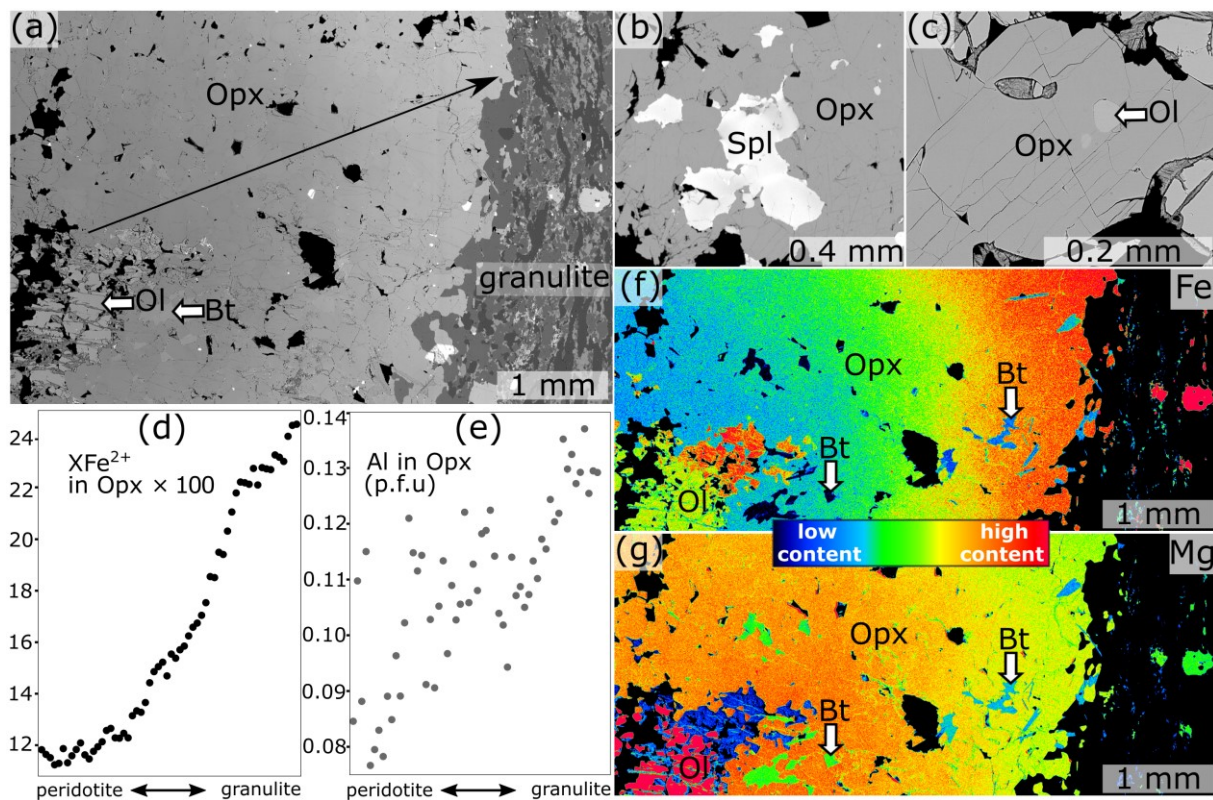 (a)
Opx
granulite
Ol
Bt
1 mm
(b)
Opx
Spl
0.4 mm
(c)
Ol
Opx
0.2 mm
(d)
XFe²⁺
in Opx × 100
24
22
20
18
16
14
12
peridotite
granulite
(e)
Al in Opx
(p.f.u)
0.14
0.13
0.12
0.11
0.10
0.09
0.08
peridotite
granulite
(f)
Fe
Opx
Bt
Bt
Ol
1 mm
low
content
high
content
(g)
Mg
Opx
Bt
Bt
Ol
1 mm